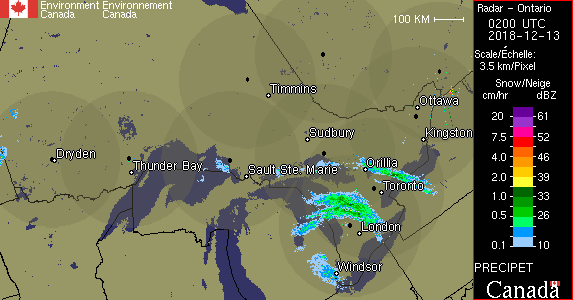 Environment Environnement
Canada Canada
100 KM
Timmins
Ottawa
Sudbury
Kingston
Dryden
Thunder Bay
Sault Ste- Marie
Orillia
Toronto
London
Windsor
Radar - Ontario
0200 UTC
2018-12-13
Scale/Échelle:
3.5 km/Pixel
Snow/Neige
cm/hr dBZ
20 61
7.5 52
4.0 46
2.0 39
1.0 33
0.5 26
0.1 10
PRECIPET
Canada